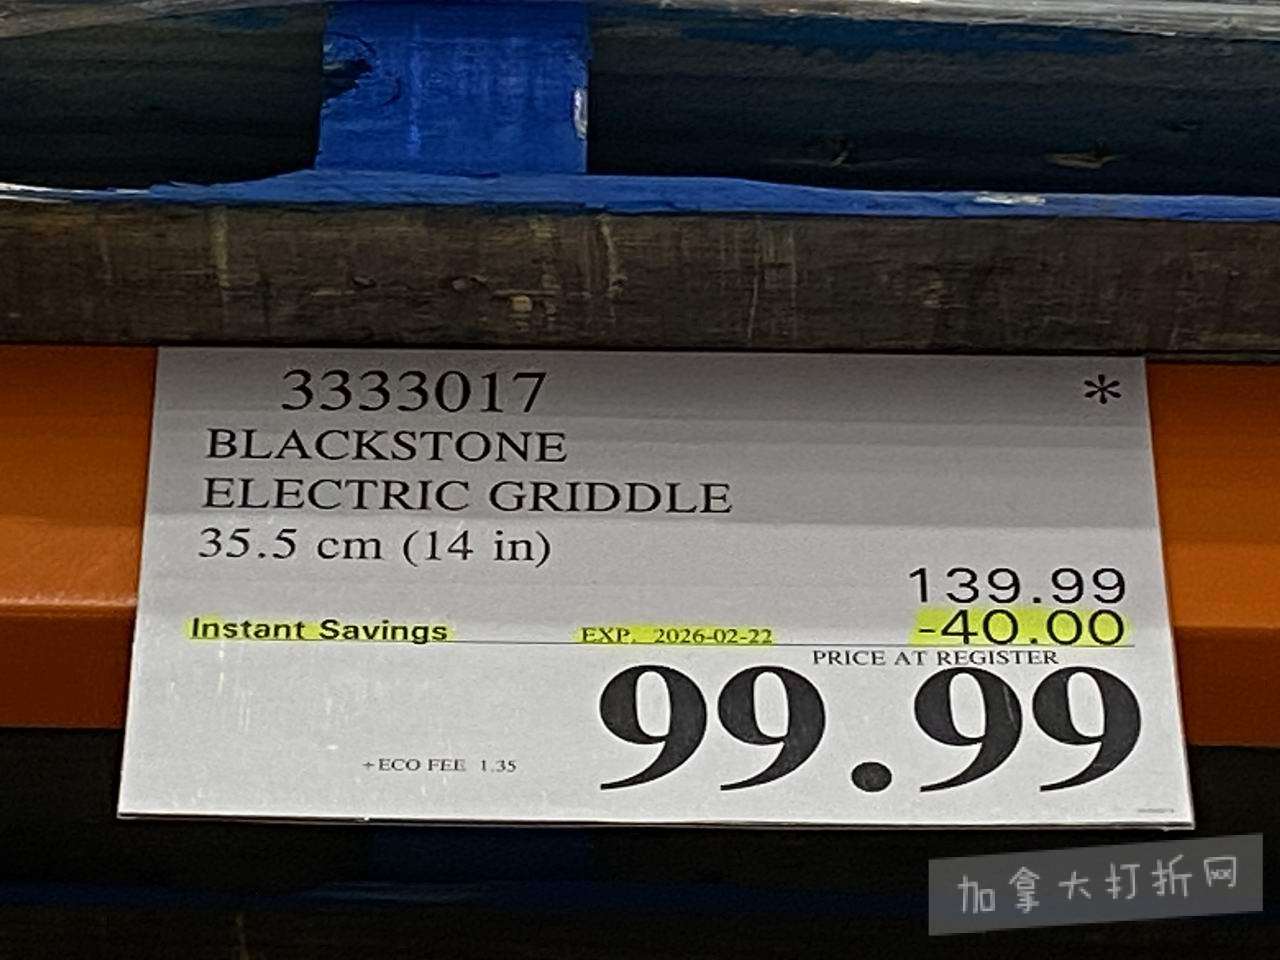 3333017 *
BLACKSTONE
ELECTRIC GRIDDLE
35.5 cm (14 in)
139.99
Instant Savings EXP. 2026-02-22 -40.00
PRICE AT REGISTER
99.99
+ECO FEE 1.35
加拿大打折网